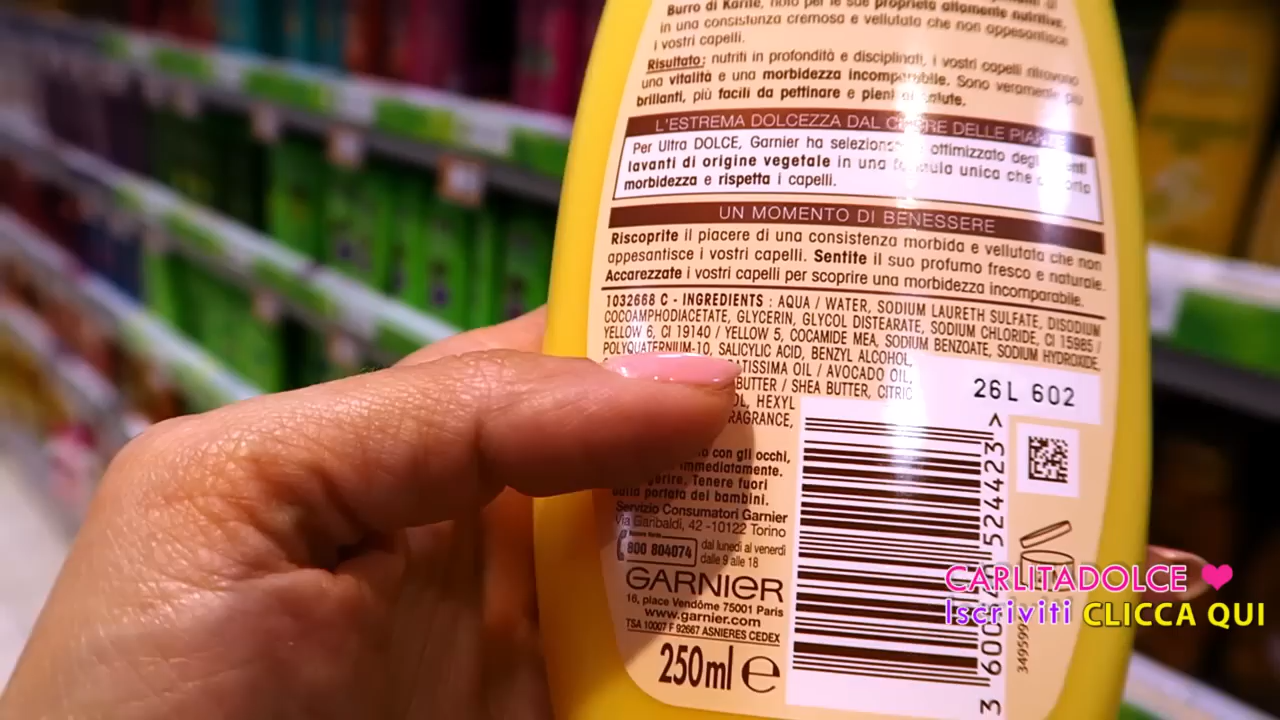 Burro di Karité, noto per le sue proprietà altamente nutritive,
in una consistenza cremosa e vellutata che non appesantisce
i vostri capelli.
Risultato: nutriti in profondità e disciplinati, i vostri capelli ritrovano
una vitalità e una morbidezza incomparabile. Sono veramente più
brillanti, più facili da pettinare e pieni di salute.
L'ESTREMA DOLCEZZA DAL CUORE DELLE PIANTE
Per Ultra DOLCE, Garnier ha ottimizzato degli
lavanti di origine vegetale in una formula unica che
morbidezza e rispetta i capelli.
UN MOMENTO DI BENESSERE
Riscoprite il piacere di una consistenza morbida e vellutata che non
appesantisce i vostri capelli. Sentite il suo profumo fresco e naturale.
Accarezzate i vostri capelli per scoprire una morbidezza incomparabile.
1032668 C - INGREDIENTS : AQUA / WATER, SODIUM LAURETH SULFATE, DISODIUM
COCOAMPHODIACETATE, GLYCERIN, GLYCOL DISTEARATE, SODIUM CHLORIDE, CI 15985 /
YELLOW 6, CI 19140 / YELLOW 5, COCAMIDE MEA, SODIUM BENZOATE, SODIUM HYDROXIDE,
POLYQUATERNIUM-10, SALICYLIC ACID, BENZYL ALCOHOL,
OIL / AVOCADO OIL,
BUTTER / SHEA BUTTER, CITRIC
HEXYL
26L 602
con gli occhi,
immediatamente.
Tenere fuori
dalla portata dei bambini.
Servizio Consumatori Garnier
Via Garibaldi, 42 -10122 Torino
800 804074 dal lunedì al venerdì
dalle 9 alle 18
GARNIER
16, place Vendôme 75001 Paris
www.garnier.com
TSA 10007 F 92667 ASNIERES CEDEX
250ml e
CARLITADOLCE ❤
Iscriviti CLICCA QUI